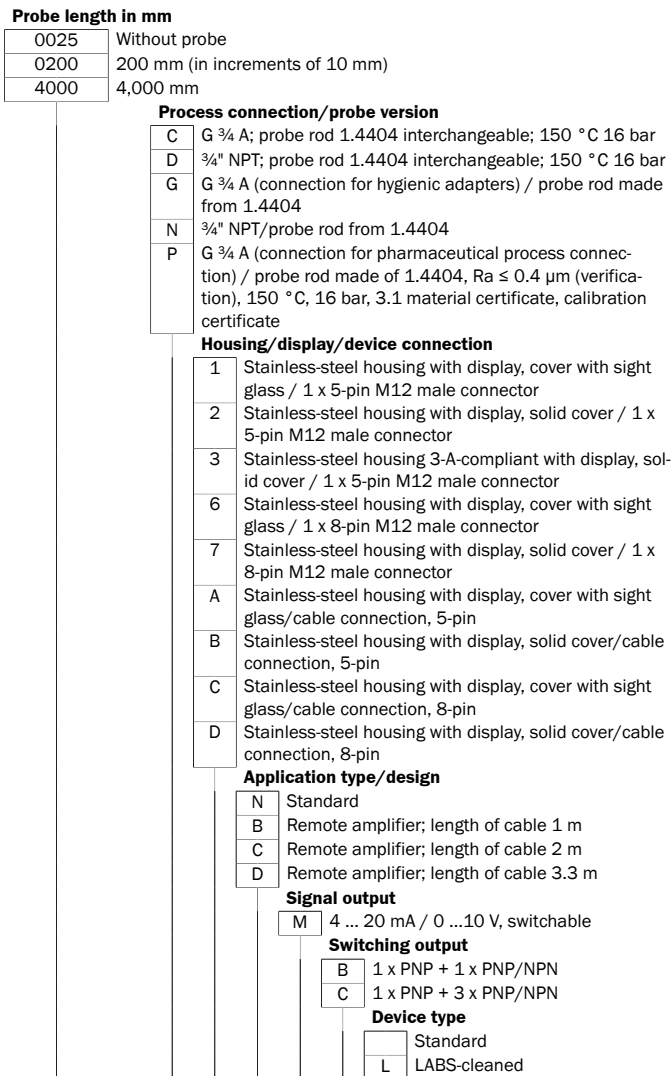 Probe length in mm
0025 Without probe
0200 200 mm (in increments of 10 mm)
4000 4,000 mm
Process connection/probe version
C G ¾ A; probe rod 1.4404 interchangeable; 150 °C 16 bar
D ¾" NPT; probe rod 1.4404 interchangeable; 150 °C 16 bar
G G ¾ A (connection for hygienic adapters) / probe rod made
from 1.4404
N ¾" NPT/probe rod from 1.4404
P G ¾ A (connection for pharmaceutical process connec-
tion) / probe rod made of 1.4404, Ra ≤ 0.4 µm (verifica-
tion), 150 °C, 16 bar, 3.1 material certificate, calibration
certificate
Housing/display/device connection
1 Stainless-steel housing with display, cover with sight
glass / 1 x 5-pin M12 male connector
2 Stainless-steel housing with display, solid cover / 1 x
5-pin M12 male connector
3 Stainless-steel housing 3-A-compliant with display, sol-
id cover / 1 x 5-pin M12 male connector
6 Stainless-steel housing with display, cover with sight
glass / 1 x 8-pin M12 male connector
7 Stainless-steel housing with display, solid cover / 1 x
8-pin M12 male connector
A Stainless-steel housing with display, cover with sight
glass/cable connection, 5-pin
B Stainless-steel housing with display, solid cover/cable
connection, 5-pin
C Stainless-steel housing with display, cover with sight
glass/cable connection, 8-pin
D Stainless-steel housing with display, solid cover/cable
connection, 8-pin
Application type/design
N Standard
B Remote amplifier; length of cable 1 m
C Remote amplifier; length of cable 2 m
D Remote amplifier; length of cable 3.3 m
Signal output
M 4 ... 20 mA / 0 ...10 V, switchable
Switching output
B 1 x PNP + 1 x PNP/NPN
C 1 x PNP + 3 x PNP/NPN
Device type
Standard
L LABS-cleaned